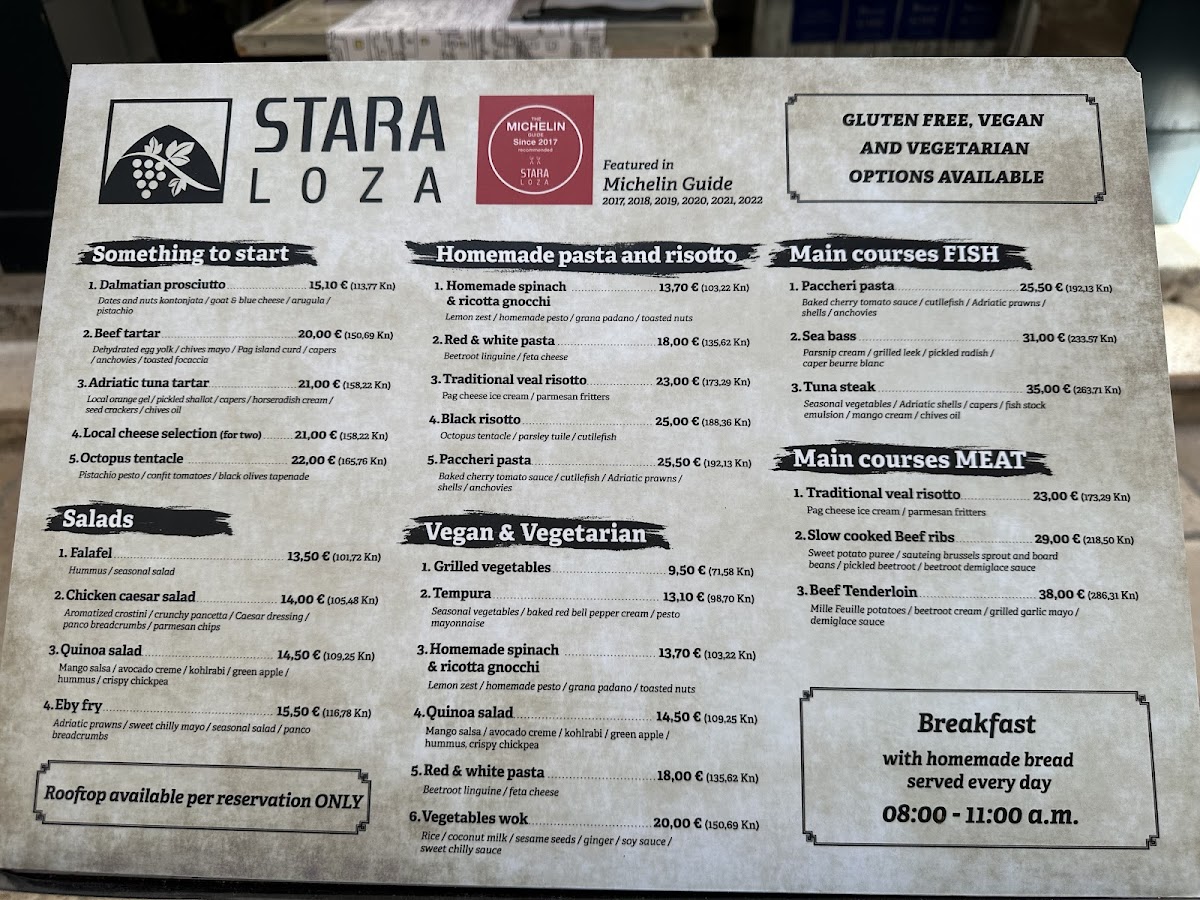 STARA
LOZA
THE
MICHELIN
GUIDE
Since 2017
recommended
STARA
LOZA
Featured in
Michelin Guide
2017, 2018, 2019, 2020, 2021, 2022
GLUTEN FREE, VEGAN
AND VEGETARIAN
OPTIONS AVAILABLE
Something to start
1. Dalmatian prosciutto 15,10 € (113,77 Kn)
Dates and nuts kontonjata / goat & blue cheese / arugula /
pistachio
2. Beef tartar 20,00 € (150,69 Kn)
Dehydrated egg yolk / chives mayo / Pag island curd / capers
/ anchovies / toasted focaccia
3. Adriatic tuna tartar 21,00 € (158,22 Kn)
Local orange gel / pickled shallot / capers / horseradish cream /
seed crackers / chives oil
4. Local cheese selection (for two) 21,00 € (158,22 Kn)
5. Octopus tentacle 22,00 € (165,76 Kn)
Pistachio pesto / confit tomatoes / black olives tapenade
Salads
1. Falafel 13,50 € (101,72 Kn)
Hummus / seasonal salad
2. Chicken caesar salad 14,00 € (105,48 Kn)
Aromatized crostini / crunchy pancetta / Caesar dressing /
panco breadcrumbs / parmesan chips
3. Quinoa salad 14,50 € (109,25 Kn)
Mango salsa / avocado creme / kohlrabi / green apple /
hummus / crispy chickpea
4. Eby fry 15,50 € (116,78 Kn)
Adriatic prawns / sweet chilly mayo / seasonal salad / panco
breadcrumbs
Rooftop available per reservation ONLY
Homemade pasta and risotto
1. Homemade spinach 13,70 € (103,22 Kn)
& ricotta gnocchi
Lemon zest / homemade pesto / grana padano / toasted nuts
2. Red & white pasta 18,00 € (135,62 Kn)
Beetroot linguine / feta cheese
3. Traditional veal risotto 23,00 € (173,29 Kn)
Pag cheese ice cream / parmesan fritters
4. Black risotto 25,00 € (188,36 Kn)
Octopus tentacle / parsley tuile / cutllefish
5. Paccheri pasta 25,50 € (192,13 Kn)
Baked cherry tomato sauce / cutllefish / Adriatic prawns /
shells / anchovies
Vegan & Vegetarian
1. Grilled vegetables 9,50 € (71,58 Kn)
2. Tempura 13,10 € (98,70 Kn)
Seasonal vegetables / baked red bell pepper cream / pesto
mayonnaise
3. Homemade spinach 13,70 € (103,22 Kn)
& ricotta gnocchi
Lemon zest / homemade pesto / grana padano / toasted nuts
4. Quinoa salad 14,50 € (109,25 Kn)
Mango salsa / avocado creme / kohlrabi / green apple /
hummus, crispy chickpea
5. Red & white pasta 18,00 € (135,62 Kn)
Beetroot linguine / feta cheese
6. Vegetables wok 20,00 € (150,69 Kn)
Rice / coconut milk / sesame seeds / ginger / soy sauce /
sweet chilly sauce
Main courses FISH
1. Paccheri pasta 25,50 € (192,13 Kn)
Baked cherry tomato sauce / cutllefish / Adriatic prawns /
shells / anchovies
2. Sea bass 31,00 € (233,57 Kn)
Parsnip cream / grilled leek / pickled radish /
caper beurre blanc
3. Tuna steak 35,00 € (263,71 Kn)
Seasonal vegetables / Adriatic shells / capers / fish stock
emulsion / mango cream / chives oil
Main courses MEAT
1. Traditional veal risotto 23,00 € (173,29 Kn)
Pag cheese ice cream / parmesan fritters
2. Slow cooked Beef ribs 29,00 € (218,50 Kn)
Sweet potato puree / sauteing brussels sprout and board
beans / pickled beetroot / beetroot demiglace sauce
3. Beef Tenderloin 38,00 € (286,31 Kn)
Mille Feuille potatoes / beetroot cream / grilled garlic mayo /
demiglace sauce
Breakfast
with homemade bread
served every day
08:00 - 11:00 a.m.